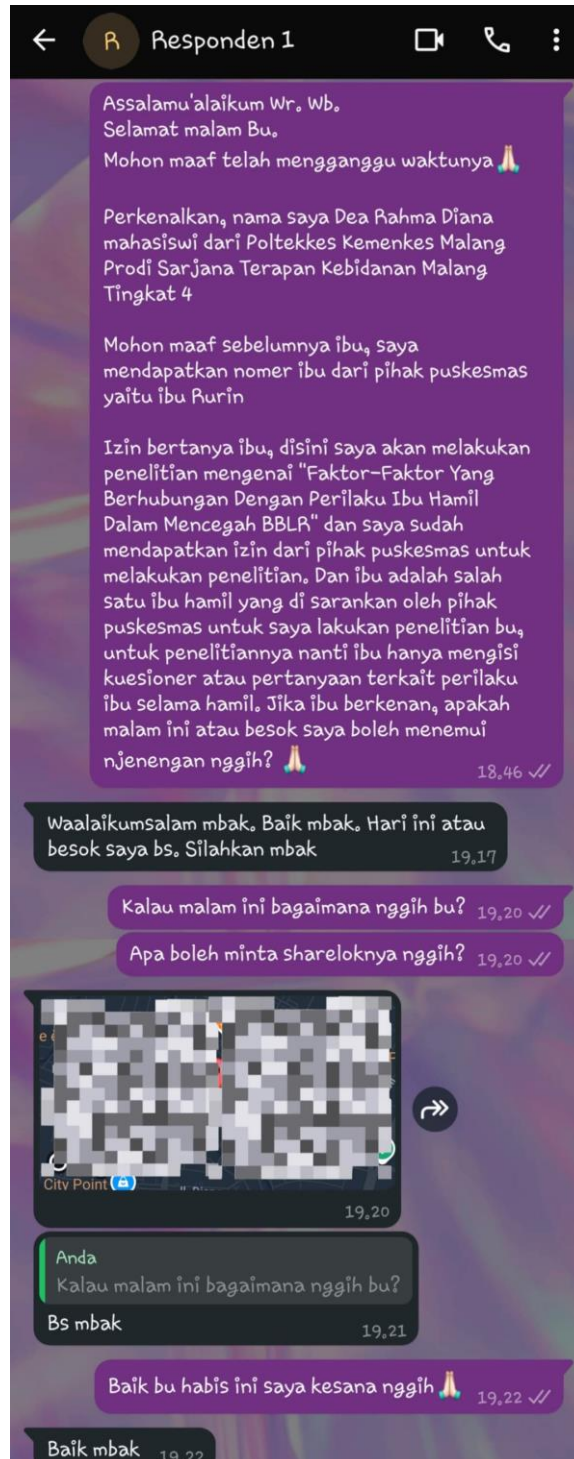 R Responden 1
Assalamu'alaikum Wr. Wb.
Selamat malam Bu.
Mohon maaf telah mengganggu waktunya🙏🏻
Perkenalkan, nama saya Dea Rahma Diana
mahasiswi dari Poltekkes Kemenkes Malang
Prodi Sarjana Terapan Kebidanan Malang
Tingkat 4
Mohon maaf sebelumnya ibu, saya
mendapatkan nomer ibu dari pihak puskesmas
yaitu ibu Rurin
Izin bertanya ibu, disini saya akan melakukan
penelitian mengenai "Faktor-Faktor Yang
Berhubungan Dengan Perilaku Ibu Hamil
Dalam Mencegah BBLR" dan saya sudah
mendapatkan izin dari pihak puskesmas untuk
melakukan penelitian. Dan ibu adalah salah
satu ibu hamil yang di sarankan oleh pihak
puskesmas untuk saya lakukan penelitian bu,
untuk penelitiannya nanti ibu hanya mengisi
kuesioner atau pertanyaan terkait perilaku
ibu selama hamil. Jika ibu berkenan, apakah
malam ini atau besok saya boleh menemui
njenengan nggih? 🙏🏻
18.46
Waalaikumsalam mbak. Baik mbak. Hari ini atau
besok saya bs. Silahkan mbak
19.17
Kalau malam ini bagaimana nggih bu? 19.20
Apa boleh minta shareloknya nggih? 19.20
City Point
19.20
Anda
Kalau malam ini bagaimana nggih bu?
Bs mbak
19.21
Baik bu habis ini saya kesana nggih🙏🏻 19.22
Baik mbak 19.22